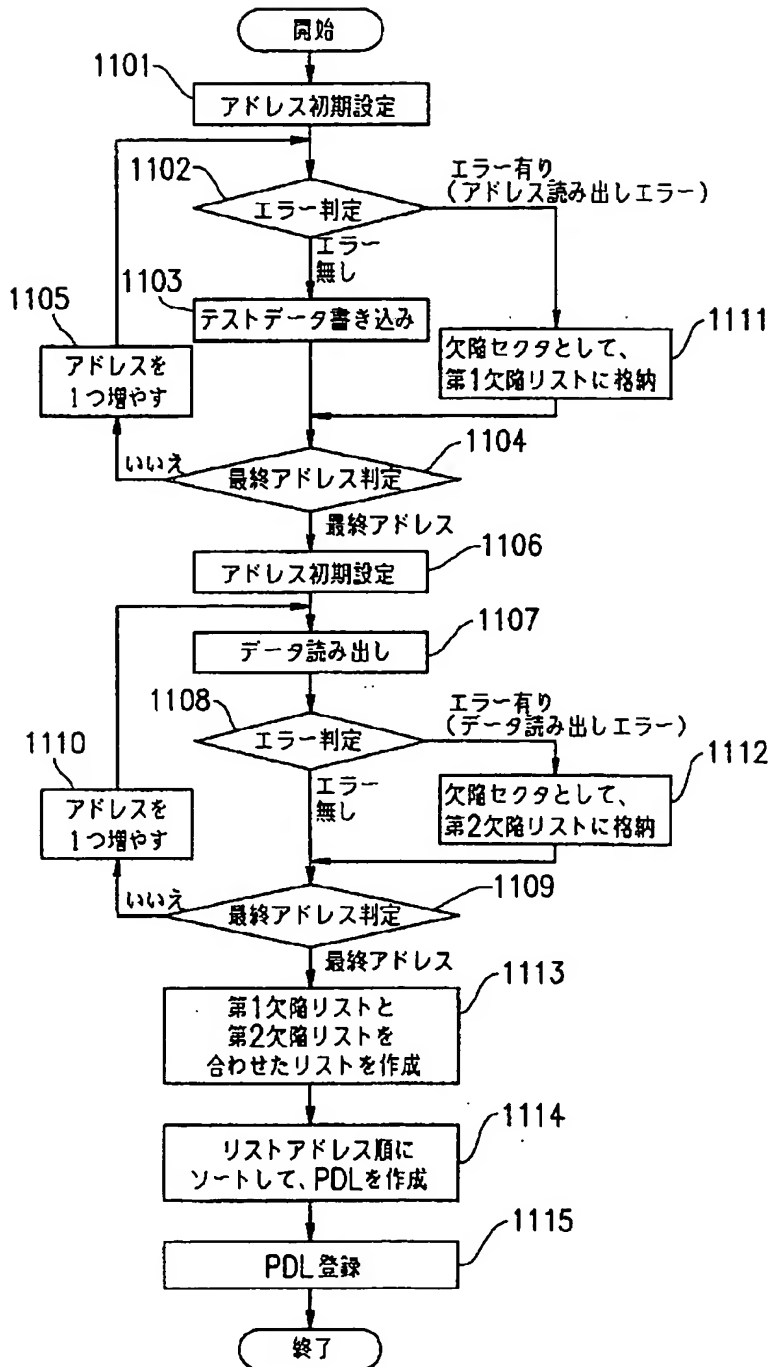 開始
1101
アドレス初期設定
1102
エラー判定
エラー有り
(アドレス読み出しエラー)
エラー
無し
1103
テストデータ書き込み
1105
アドレスを
1つ増やす
1111
欠陥セクタとして、
第1欠陥リストに格納
1104
いいえ
最終アドレス判定
最終アドレス
1106
アドレス初期設定
1107
データ読み出し
1108
エラー判定
エラー有り
(データ読み出しエラー)
エラー
無し
1110
アドレスを
1つ増やす
1112
欠陥セクタとして、
第2欠陥リストに格納
1109
いいえ
最終アドレス判定
最終アドレス
1113
第1欠陥リストと
第2欠陥リストを
合わせたリストを作成
1114
リストアドレス順に
ソートして、PDLを作成
1115
PDL登録
終了